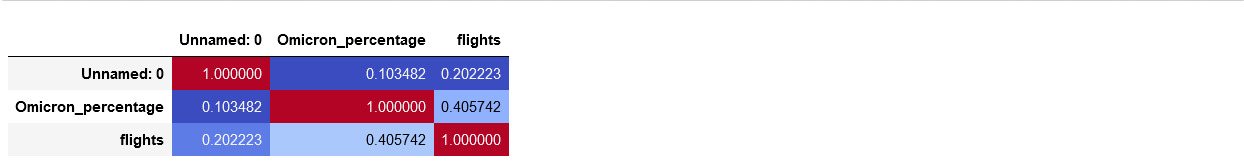 Unnamed: 0 Omicron_percentage flights
Unnamed: 0 1.000000 0.103482 0.202223
Omicron_percentage 0.103482 1.000000 0.405742
flights 0.202223 0.405742 1.000000